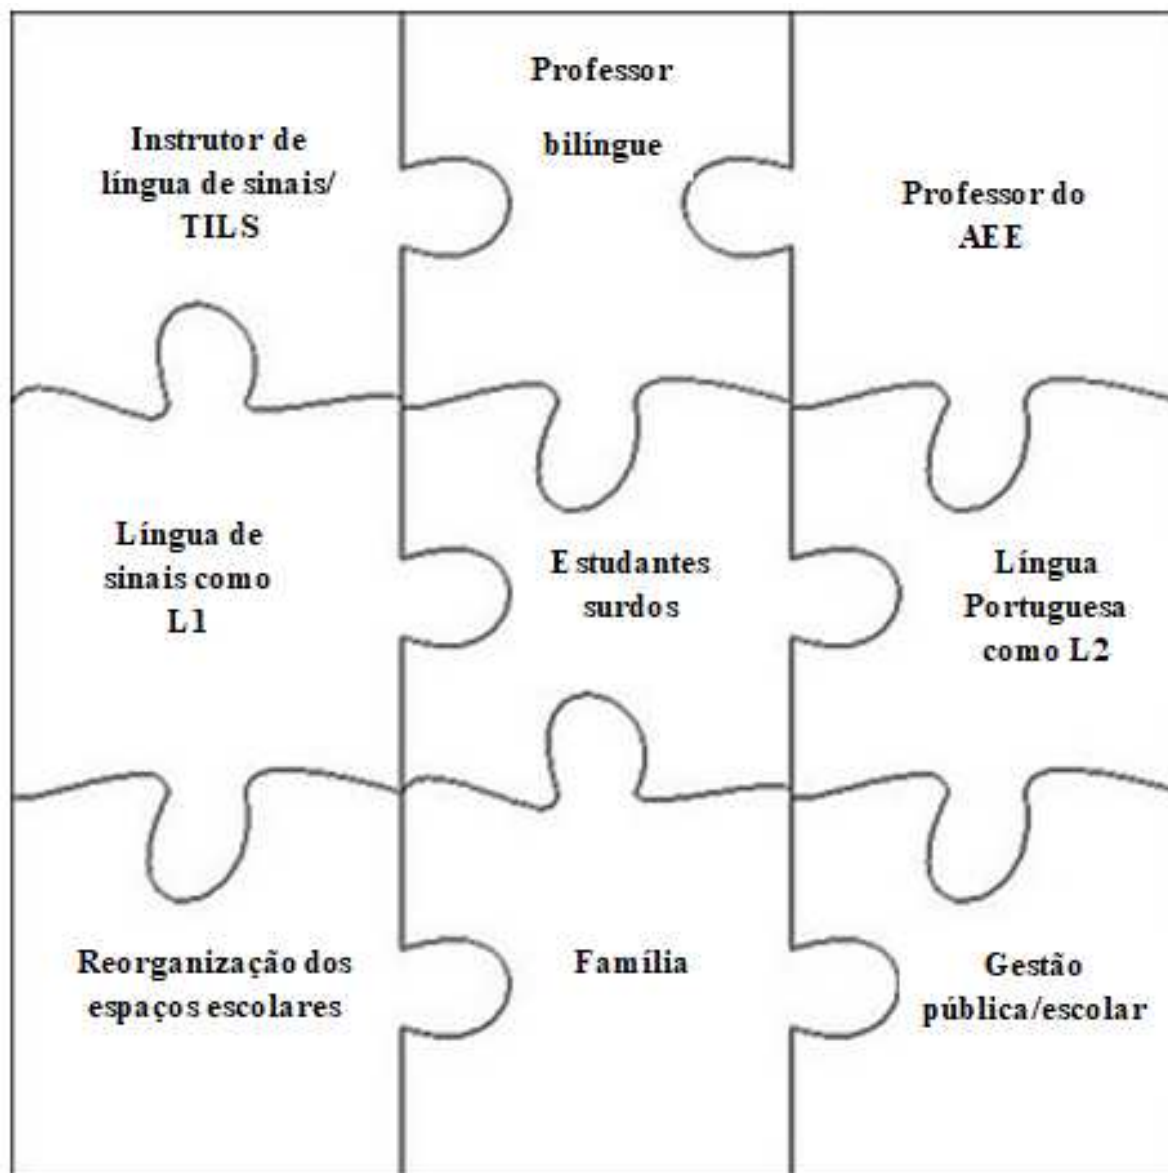 Instrutor de
língua de sinais/
TILS
Professor
bilíngue
Professor do
AEE
Língua de
sinais como
L1
Estudantes
surdos
Língua
Portuguesa
como L2
Reorganização dos
espaços escolares
Família
Gestão
pública/escolar